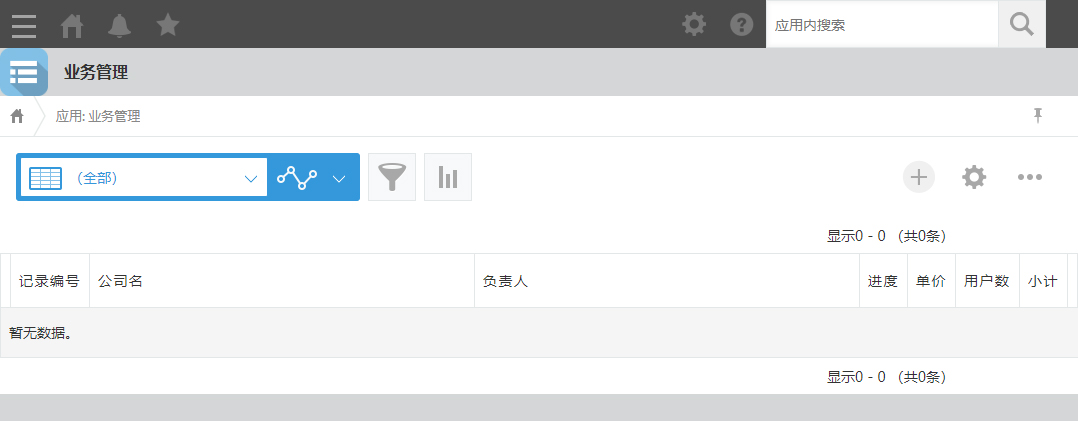 应用内搜索
业务管理
应用: 业务管理
（全部）
显示0 - 0 （共0条）
记录编号 公司名 负责人 进度 单价 用户数 小计
暂无数据。
显示0 - 0 （共0条）